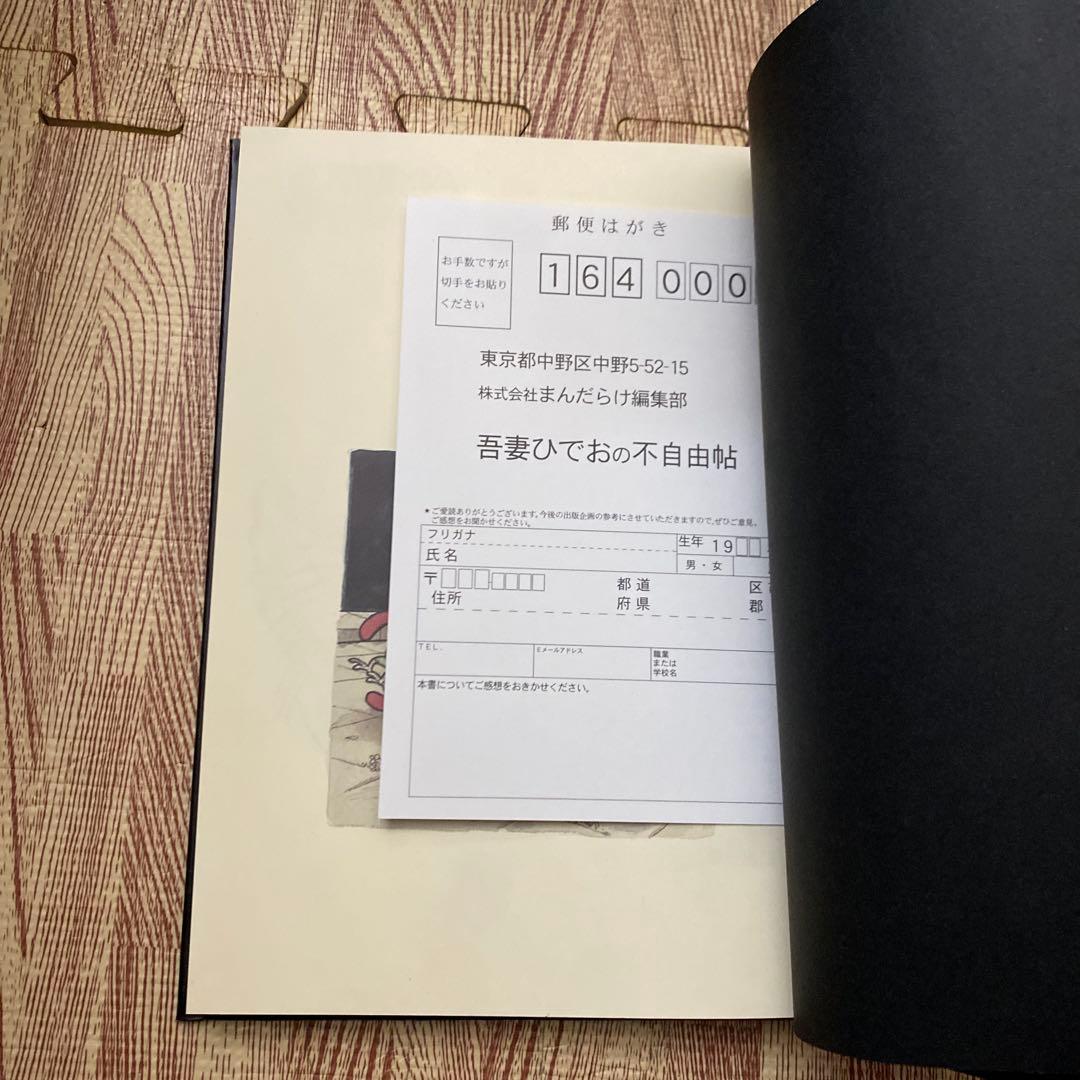 郵便はがき
お手数ですが
切手をお貼り
ください
164 000
東京都中野区中野5-52-15
株式会社まんだらけ編集部
吾妻ひでおの不自由帖
★ご愛読ありがとうございます。今後の出版企画の参考にさせていただきますので、ぜひご意見、
ご感想をお聞かせください。
フリガナ
氏名
生年 19
男・女
〒
住所
都道
府県
区
郡
TEL.
Eメールアドレス
職業
または
学校名
本書についてご感想をおきかせください。